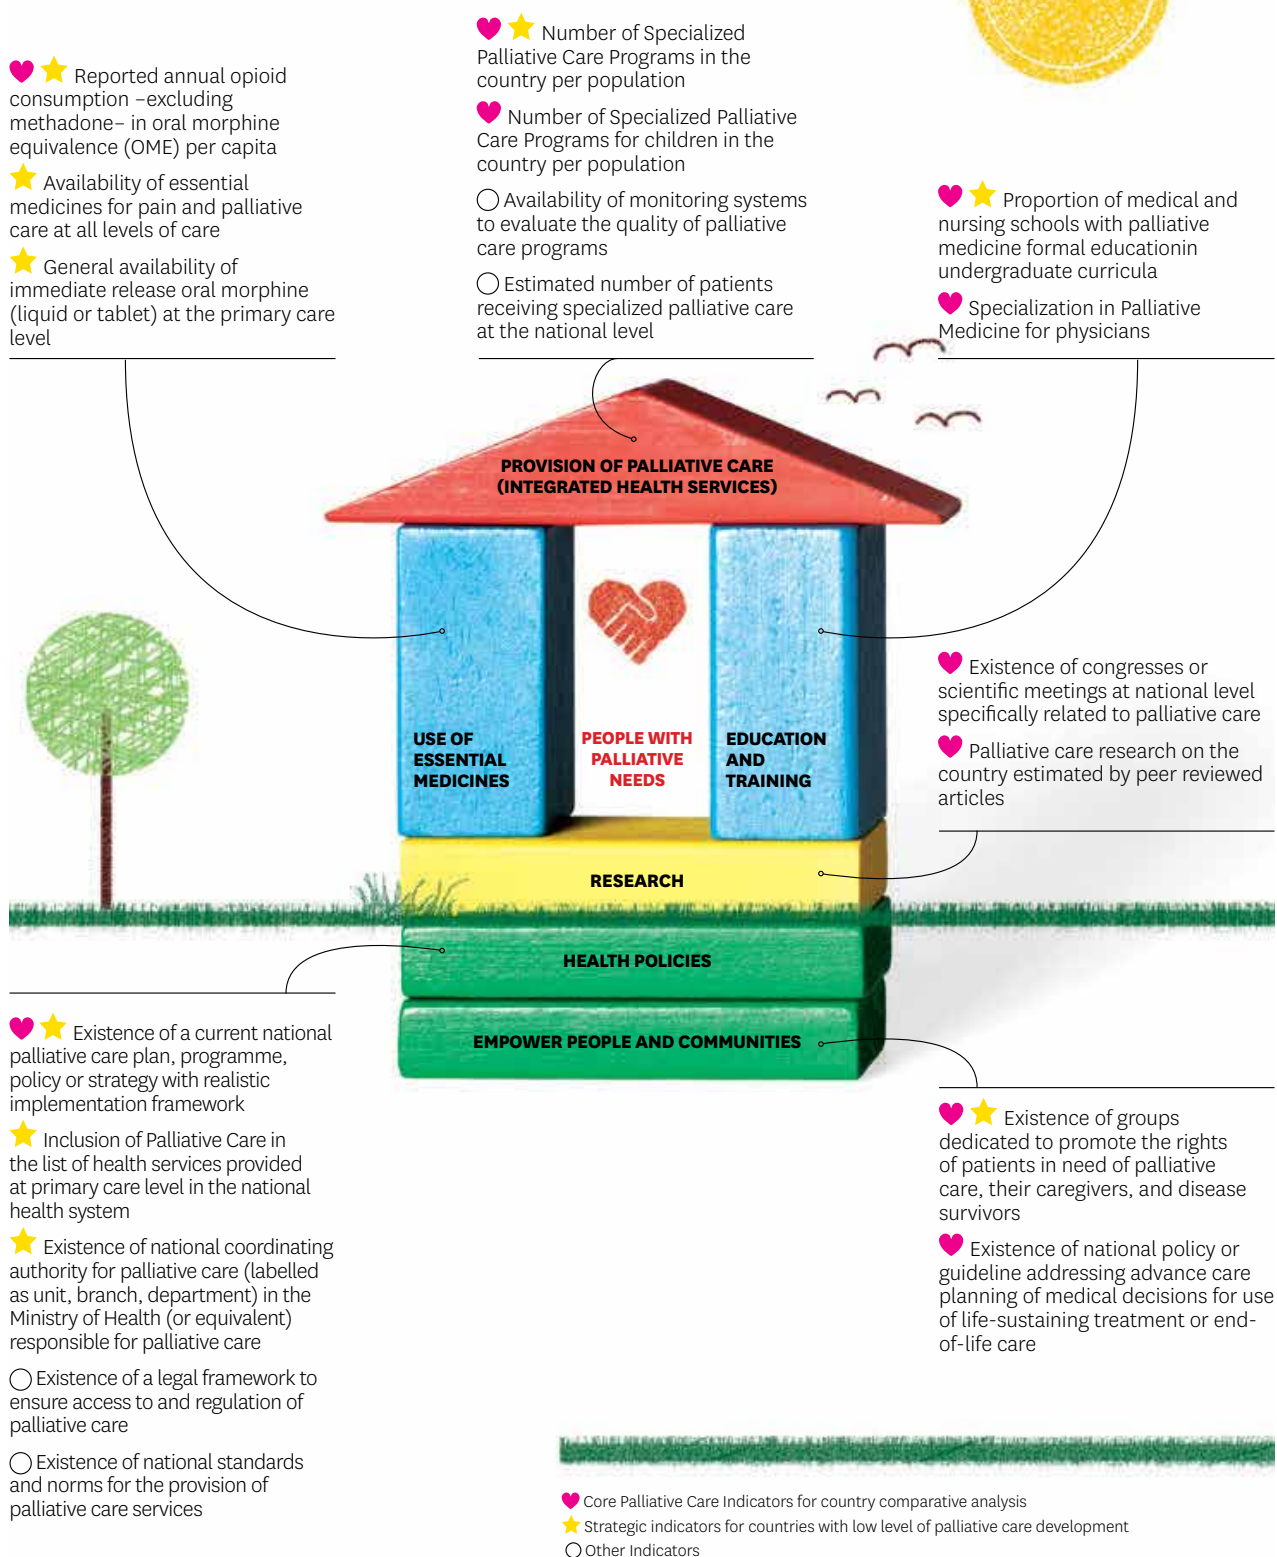 Reported annual opioid
consumption –excluding
methadone– in oral morphine
equivalence (OME) per capita
Availability of essential
medicines for pain and palliative
care at all levels of care
General availability of
immediate release oral morphine
(liquid or tablet) at the primary care
level
Number of Specialized
Palliative Care Programs in the
country per population
Number of Specialized Palliative
Care Programs for children in the
country per population
Availability of monitoring systems
to evaluate the quality of palliative
care programs
Estimated number of patients
receiving specialized palliative care
at the national level
Proportion of medical and
nursing schools with palliative
medicine formal educationin
undergraduate curricula
Specialization in Palliative
Medicine for physicians
PROVISION OF PALLIATIVE CARE
(INTEGRATED HEALTH SERVICES)
USE OF
ESSENTIAL
MEDICINES
PEOPLE WITH
PALLIATIVE
NEEDS
EDUCATION
AND
TRAINING
Existence of congresses or
scientific meetings at national level
specifically related to palliative care
Palliative care research on the
country estimated by peer reviewed
articles
RESEARCH
HEALTH POLICIES
EMPOWER PEOPLE AND COMMUNITIES
Existence of a current national
palliative care plan, programme,
policy or strategy with realistic
implementation framework
Inclusion of Palliative Care in
the list of health services provided
at primary care level in the national
health system
Existence of national coordinating
authority for palliative care (labelled
as unit, branch, department) in the
Ministry of Health (or equivalent)
responsible for palliative care
Existence of a legal framework to
ensure access to and regulation of
palliative care
Existence of national standards
and norms for the provision of
palliative care services
Existence of groups
dedicated to promote the rights
of patients in need of palliative
care, their caregivers, and disease
survivors
Existence of national policy or
guideline addressing advance care
planning of medical decisions for use
of life-sustaining treatment or end-
of-life care
Core Palliative Care Indicators for country comparative analysis
Strategic indicators for countries with low level of palliative care development
Other Indicators